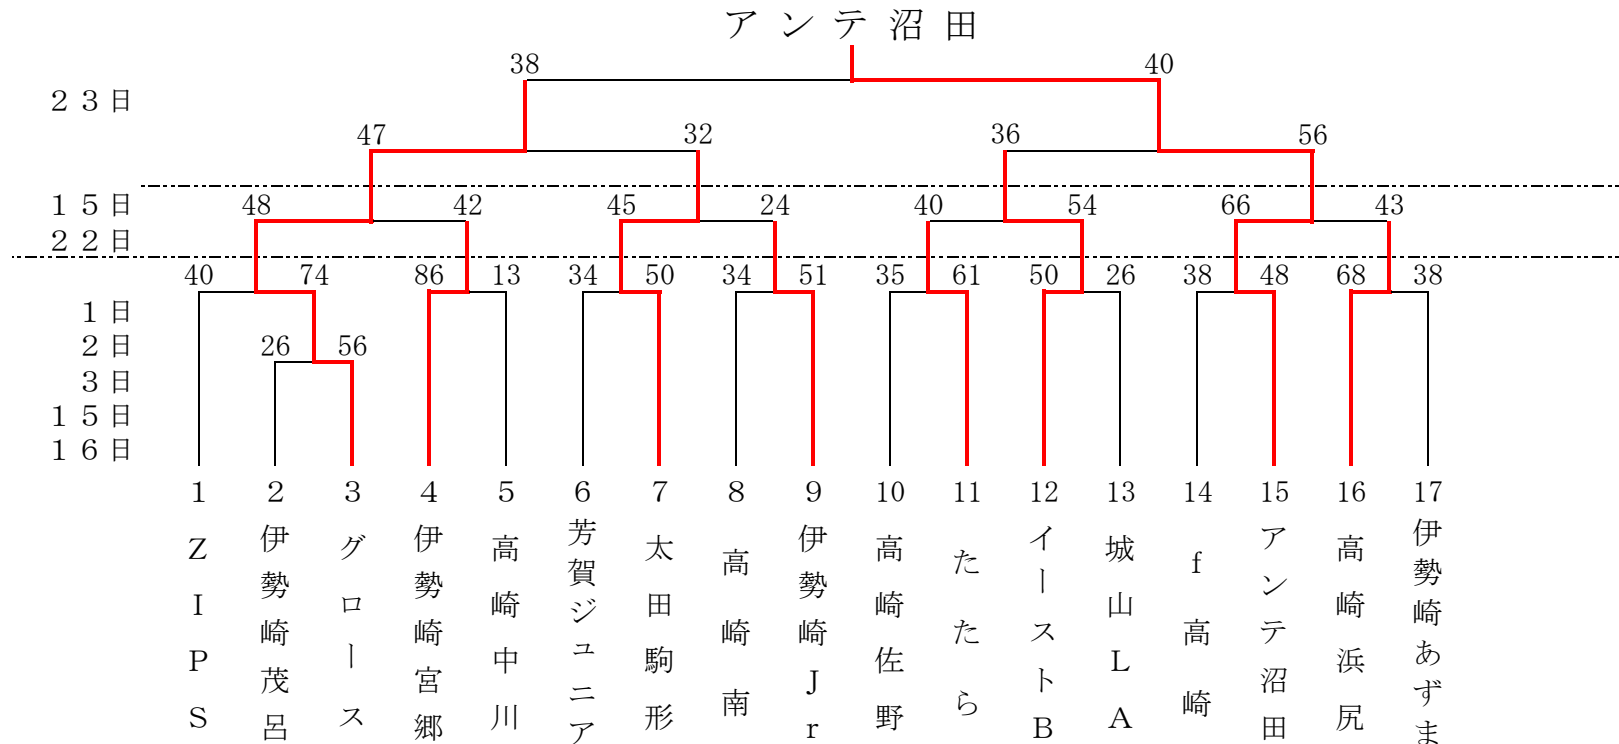 アンテ沼田
38 40
２３日
47 32 36 56
１５日
48 42 45 24 40 54 66 43
２２日
40 74 86 13 34 50 34 51 35 61 50 26 38 48 68 38
１日
２日
26 56
３日
１５日
１６日
1 2 3 4 5 6 7 8 9 10 11 12 13 14 15 16 17
ＺＩＰＳ
伊勢崎茂呂
グロース
伊勢崎宮郷
高崎中川
芳賀ジュニア
太田駒形
高崎南
伊勢崎Ｊｒ
高崎佐野
たたら
イーストＢ
城山ＬＡ
ｆ高崎
アンテ沼田
高崎浜尻
伊勢崎あずま